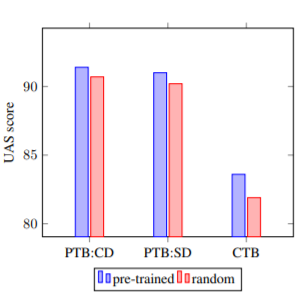 90
85
80
UAS score
PTB:CD PTB:SD CTB
pre-trained random